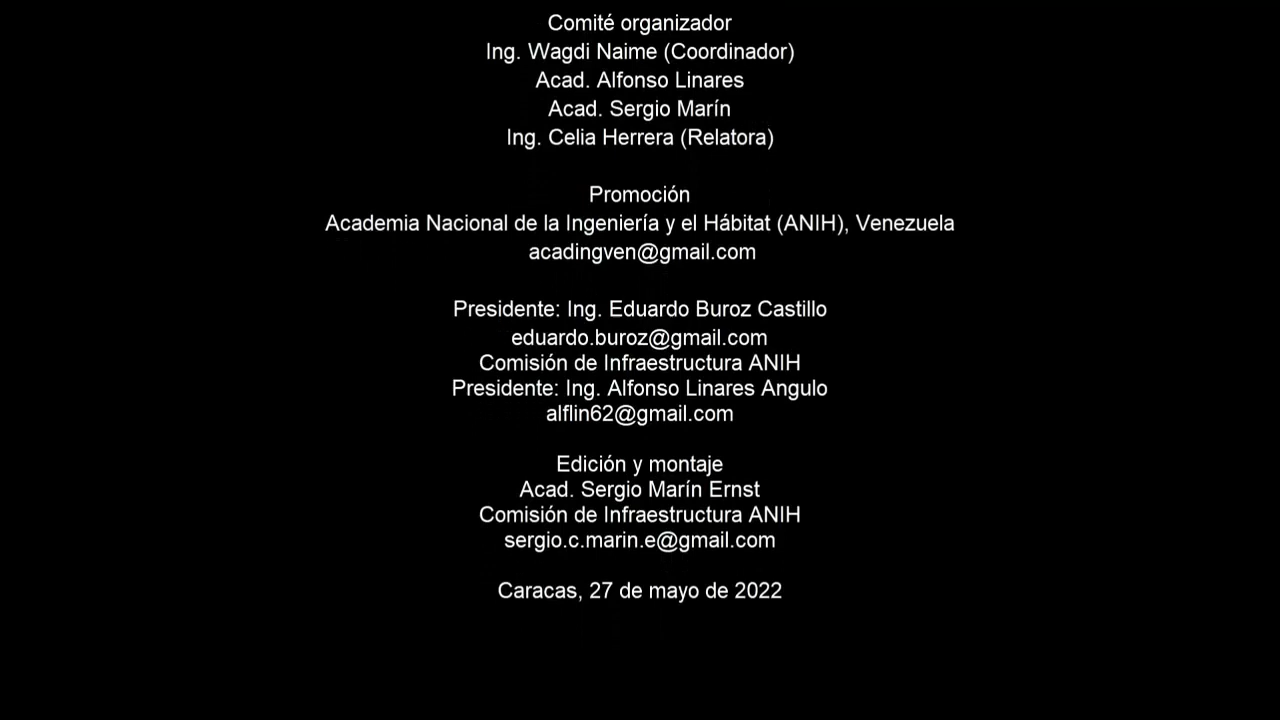 Comité organizador
Ing. Wagdi Naime (Coordinador)
Acad. Alfonso Linares
Acad. Sergio Marín
Ing. Celia Herrera (Relatora)
Promoción
Academia Nacional de la Ingeniería y el Hábitat (ANIH), Venezuela
acadingven@gmail.com
Presidente: Ing. Eduardo Buroz Castillo
eduardo.buroz@gmail.com
Comisión de Infraestructura ANIH
Presidente: Ing. Alfonso Linares Angulo
alflin62@gmail.com
Edición y montaje
Acad. Sergio Marín Ernst
Comisión de Infraestructura ANIH
sergio.c.marin.e@gmail.com
Caracas, 27 de mayo de 2022